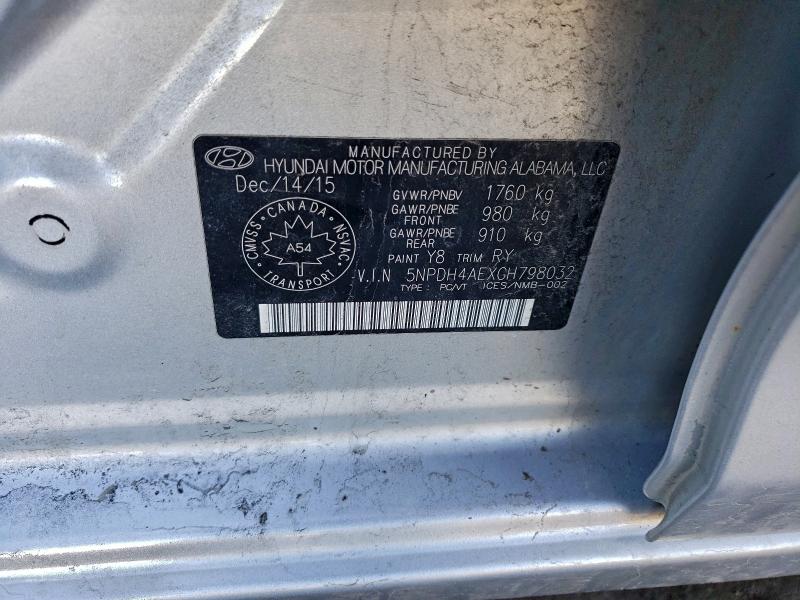 MANUFACTURED BY
HYUNDAI MOTOR MANUFACTURING ALABAMA, LLC
Dec/14/15
GVWR/PNBV 1760 kg
GAWR/PNBE FRONT 980 kg
GAWR/PNBE REAR 910 kg
PAINT Y8 TRIM RY
V.I.N 5NPDH4AEXGH798032
TYPE : PC/VT ICES/NMB-002
CMVSS · CANADA · NSVAC
A54
TRANSPORT